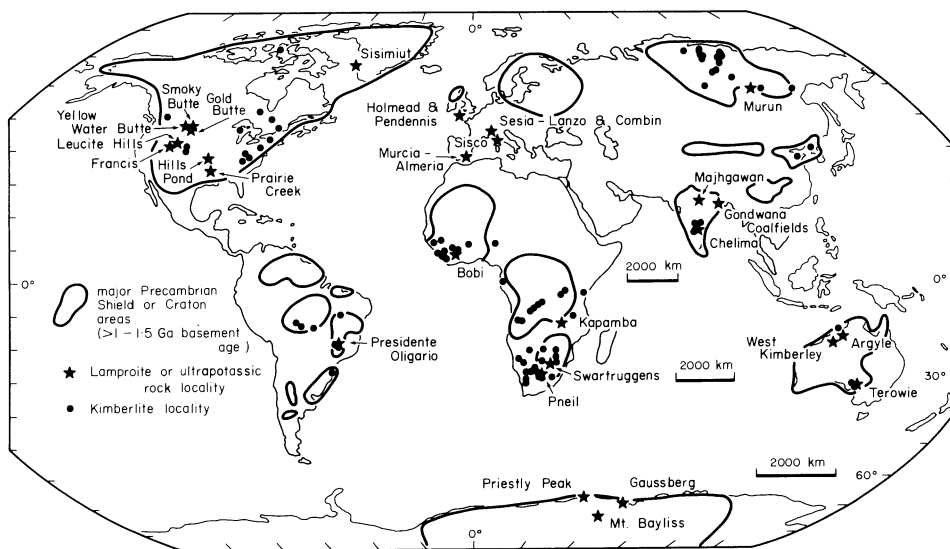 0°
Sisimiut
Smoky
Butte
Gold
Butte
Yellow
Water Butte
Leucite Hills
Francis
Hills
Pond
Prairie
Creek
Holmead &
Pendennis
Sesia - Lanzo & Combin
Sisco
Murcia -
Almeria
Murun
Majhgawan
Gondwana
Coalfields
Chelima
Bobi
2000 km
0°
major Precambrian
Shield or Craton
areas
(>1 - 1·5 Ga basement
age)
Lamproite or ultrapotassic
rock locality
Kimberlite locality
Presidente
Oligario
Kapamba
Swartruggens
Pneil
2000 km
West
Kimberley
Argyle
30°
Terowie
2000 km
60°
Priestly Peak
Gaussberg
Mt. Bayliss
0°